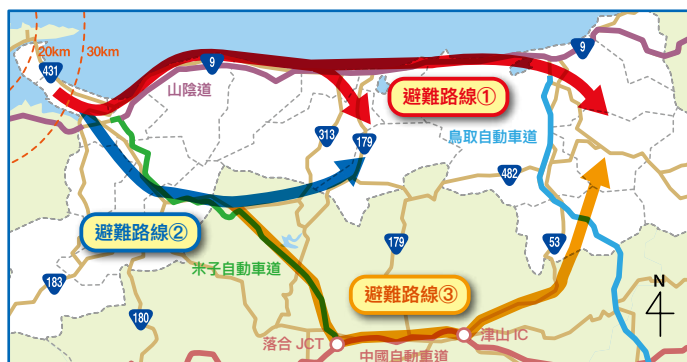 20km
30km
431
9
9
山陰道
避難路線①
鳥取自動車道
313
179
482
避難路線②
179
53
米子自動車道
避難路線③
183
180
N
落合 JCT
津山 IC
中國自動車道